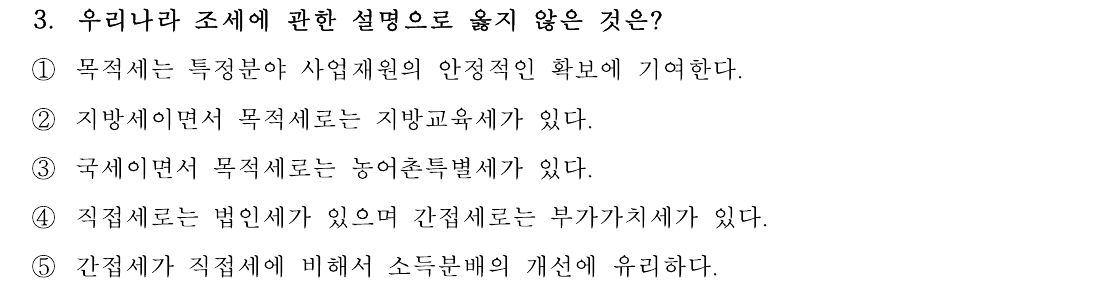 3. 우리나라 조세에 관한 설명으로 옳지 않은 것은?
① 목적세는 특정분야 사업재원의 안정적인 확보에 기여한다.
② 지방세이면서 목적세로는 지방교육세가 있다.
③ 국세이면서 목적세로는 농어촌특별세가 있다.
④ 직접세로는 법인세가 있으며 간접세로는 부가가치세가 있다.
⑤ 간접세가 직접세에 비해서 소득분배의 개선에 유리하다.